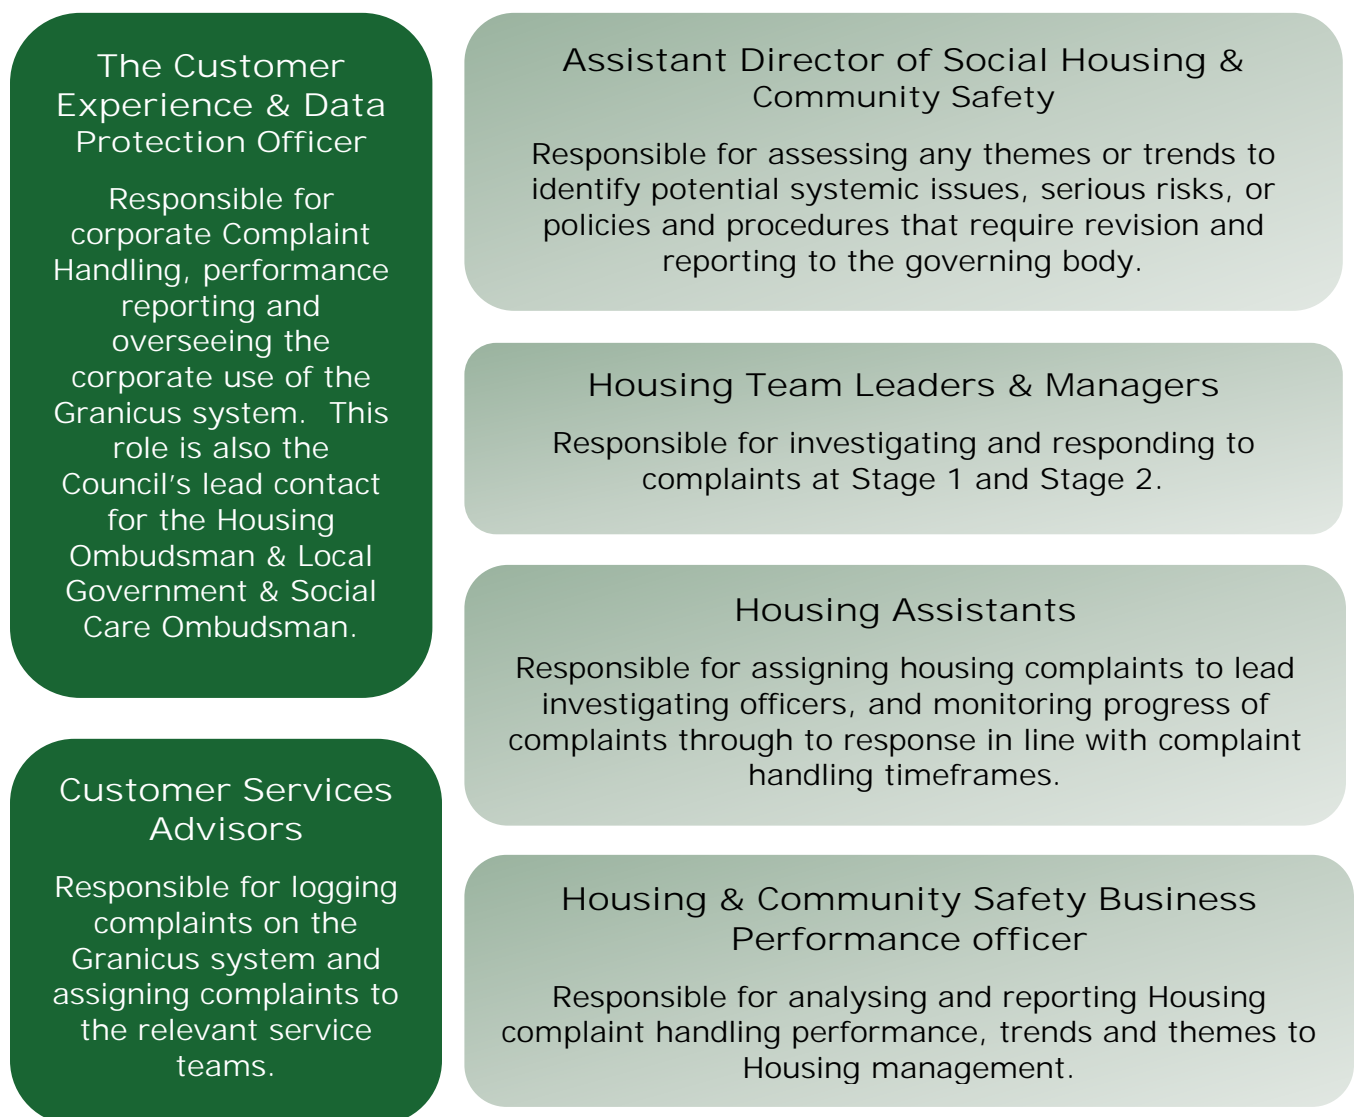 The Customer
Experience & Data
Protection Officer
Responsible for
corporate Complaint
Handling, performance
reporting and
overseeing the
corporate use of the
Granicus system.  This
role is also the
Council’s lead contact
for the Housing
Ombudsman & Local
Government & Social
Care Ombudsman.
Customer Services
Advisors
Responsible for logging
complaints on the
Granicus system and
assigning complaints to
the relevant service
teams.
Assistant Director of Social Housing &
Community Safety
Responsible for assessing any themes or trends to
identify potential systemic issues, serious risks, or
policies and procedures that require revision and
reporting to the governing body.
Housing Team Leaders & Managers
Responsible for investigating and responding to
complaints at Stage 1 and Stage 2.
Housing Assistants
Responsible for assigning housing complaints to lead
investigating officers, and monitoring progress of
complaints through to response in line with complaint
handling timeframes.
Housing & Community Safety Business
Performance officer
Responsible for analysing and reporting Housing
complaint handling performance, trends and themes to
Housing management.